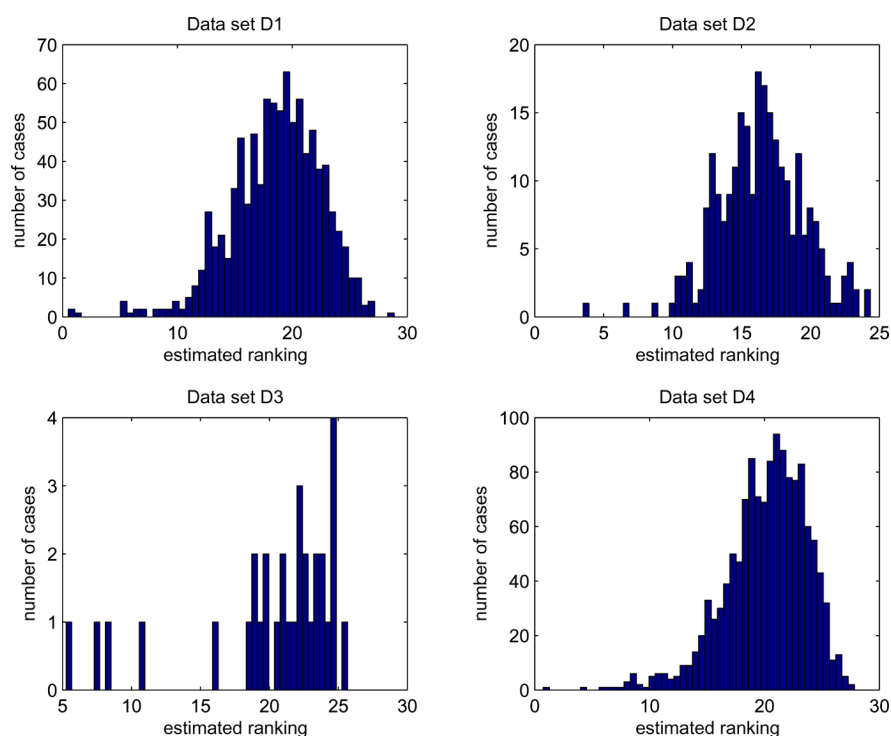 Data set D1
70
60
50
40
30
20
10
0
0 10 20 30
number of cases
estimated ranking
Data set D2
20
15
10
5
0
0 5 10 15 20 25
number of cases
estimated ranking
Data set D3
4
3
2
1
0
5 10 15 20 25 30
number of cases
estimated ranking
Data set D4
100
80
60
40
20
0
0 10 20 30
number of cases
estimated ranking